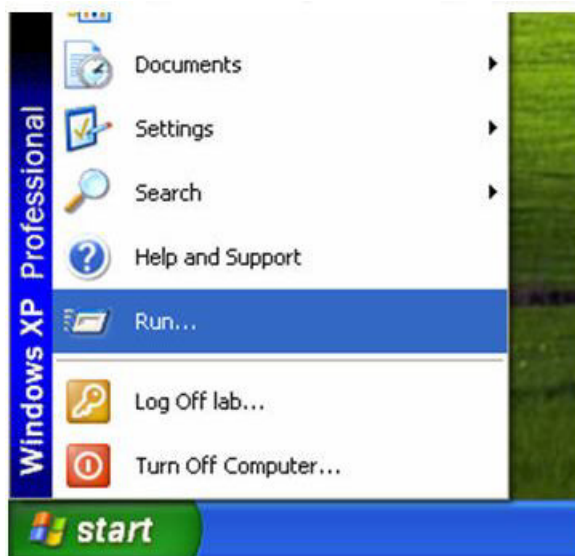 Documents
Settings
Search
Help and Support
Run...
Log Off lab...
Turn Off Computer...
Windows XP Professional
start